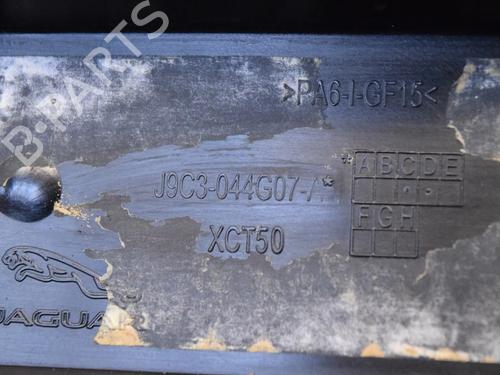 B-PARTS
>PA6-I-GF15<
J9C3-044G07-A*
*ABCDE
XCT50
FGH
JAGUAR